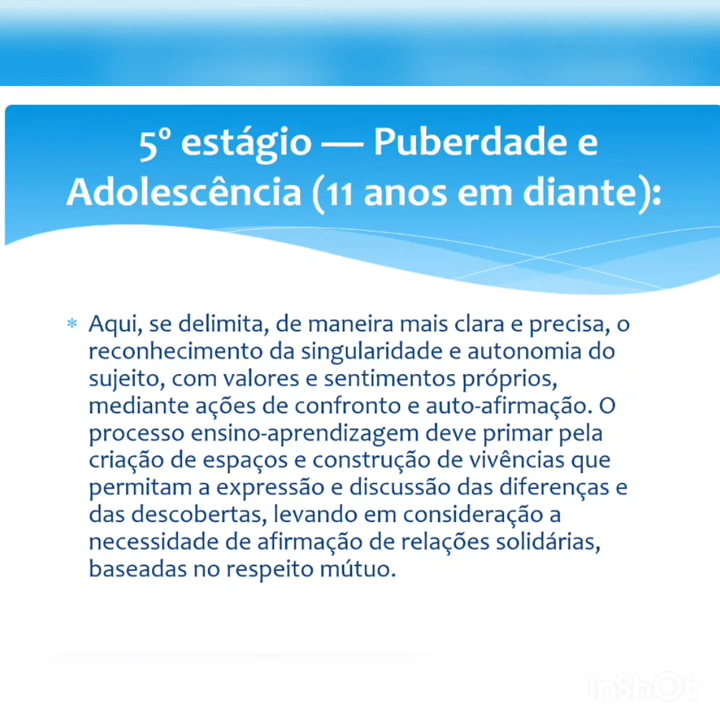 5º estágio — Puberdade e
Adolescência (11 anos em diante):
* Aqui, se delimita, de maneira mais clara e precisa, o
reconhecimento da singularidade e autonomia do
sujeito, com valores e sentimentos próprios,
mediante ações de confronto e auto-afirmação. O
processo ensino-aprendizagem deve primar pela
criação de espaços e construção de vivências que
permitam a expressão e discussão das diferenças e
das descobertas, levando em consideração a
necessidade de afirmação de relações solidárias,
baseadas no respeito mútuo.
InShOt